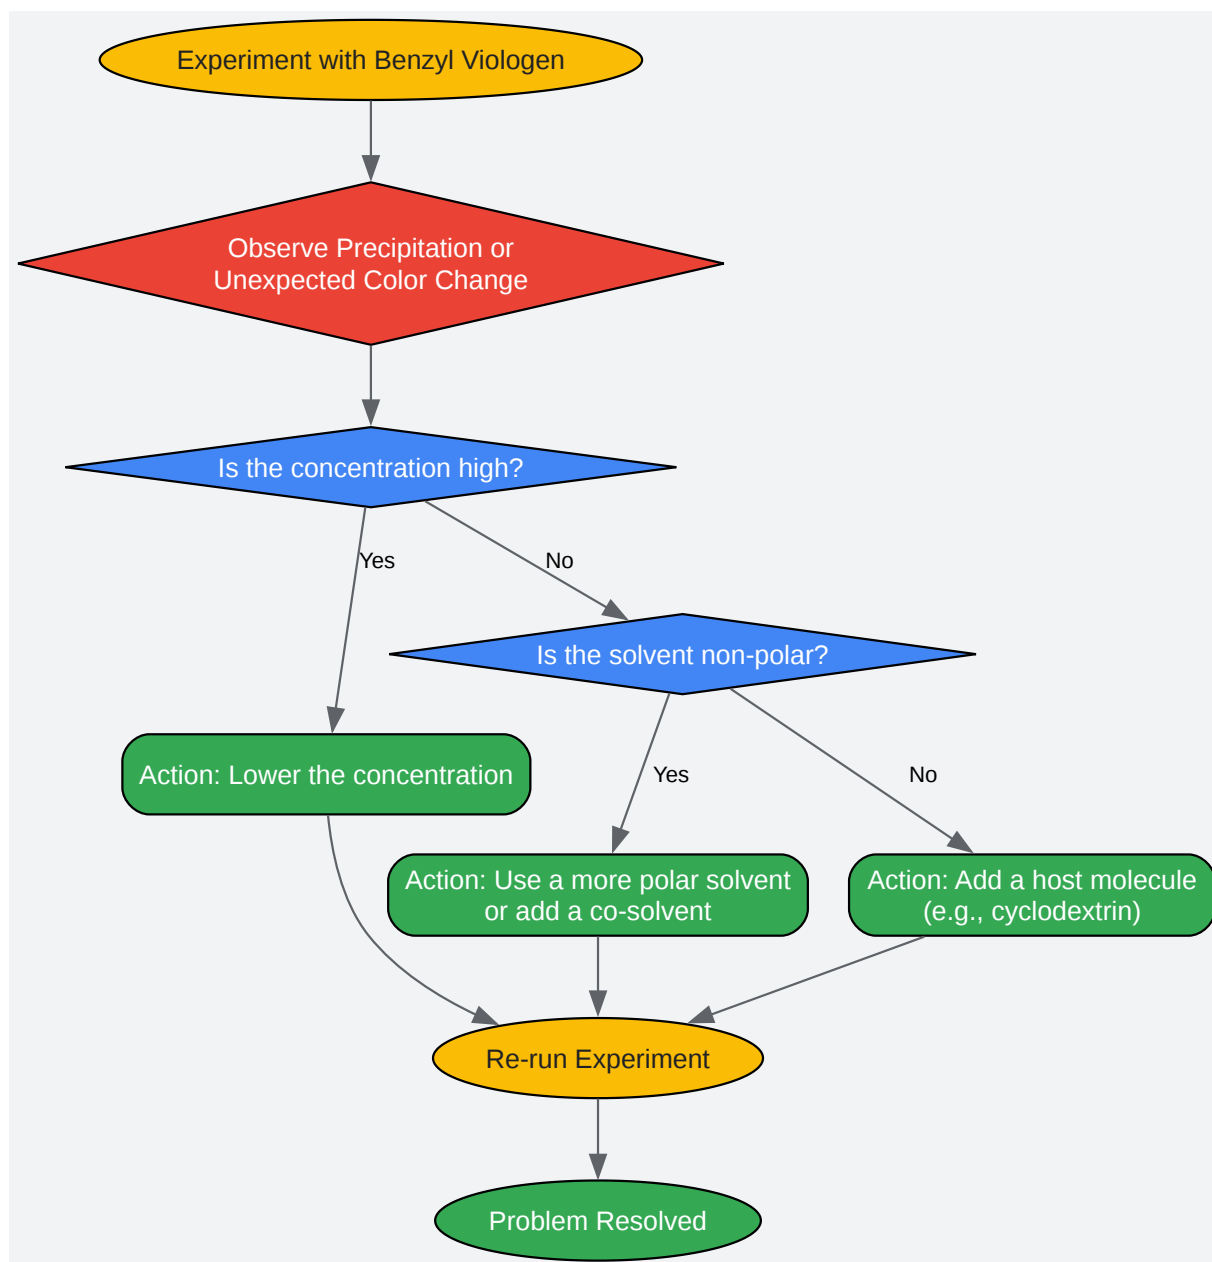 Experiment with Benzyl Viologen
Observe Precipitation or
Unexpected Color Change
Is the concentration high?
Yes
No
Is the solvent non-polar?
Action: Lower the concentration
Yes
No
Action: Use a more polar solvent
or add a co-solvent
Action: Add a host molecule
(e.g., cyclodextrin)
Re-run Experiment
Problem Resolved